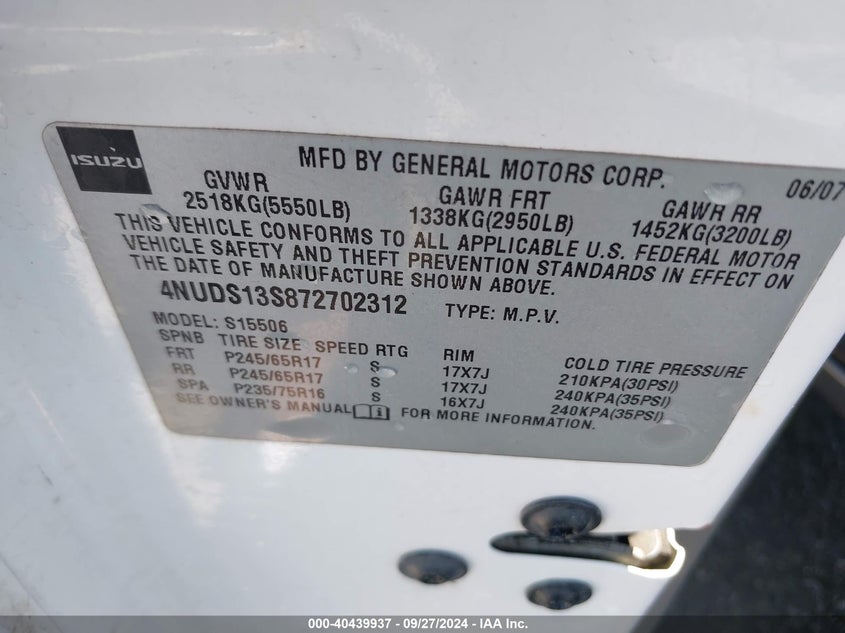 ISUZU
MFD BY GENERAL MOTORS CORP. 06/07
GVWR GAWR FRT GAWR RR
2518KG(5550LB) 1338KG(2950LB) 1452KG(3200LB)
THIS VEHICLE CONFORMS TO ALL APPLICABLE U.S. FEDERAL MOTOR
VEHICLE SAFETY AND THEFT PREVENTION STANDARDS IN EFFECT ON
THE DATE OF MANUFACTURE SHOWN ABOVE.
4NUDS13S872702312 TYPE: M.P.V.
MODEL: S15506
SPNB TIRE SIZE SPEED RTG RIM COLD TIRE PRESSURE
FRT P245/65R17 S 17X7J 210KPA(30PSI)
RR P245/65R17 S 17X7J 240KPA(35PSI)
SPA P235/75R16 S 16X7J 240KPA(35PSI)
SEE OWNER'S MANUAL FOR MORE INFORMATION.
000-40439937 - 09/27/2024 - IAA Inc.